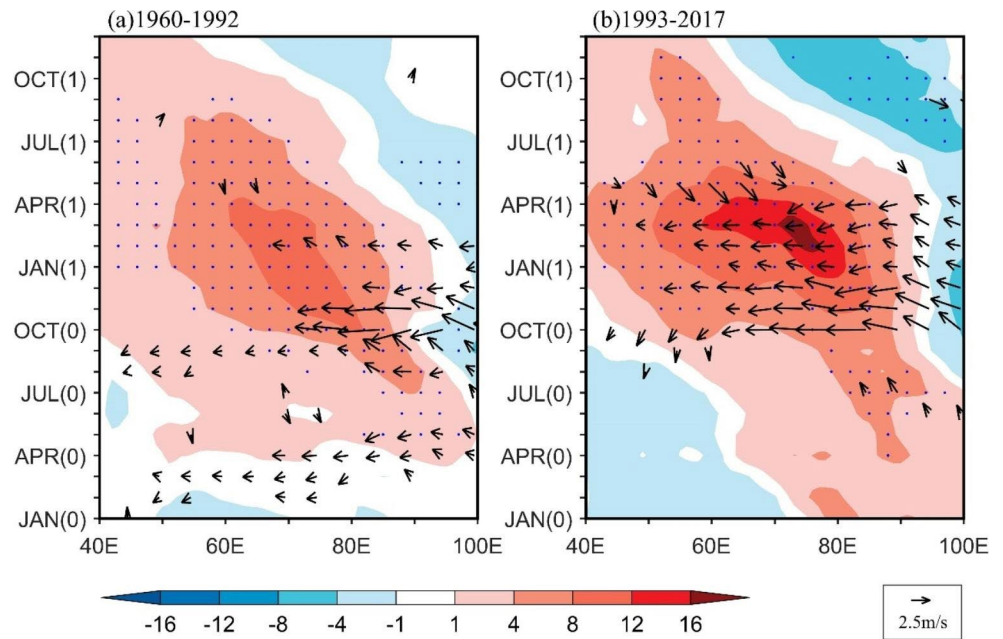 (a)1960-1992
(b)1993-2017
OCT(1)
JUL(1)
APR(1)
JAN(1)
OCT(0)
JUL(0)
APR(0)
JAN(0)
40E 60E 80E 100E
OCT(1)
JUL(1)
APR(1)
JAN(1)
OCT(0)
JUL(0)
APR(0)
JAN(0)
40E 60E 80E 100E
-16 -12 -8 -4 -1 1 4 8 12 16
2.5m/s